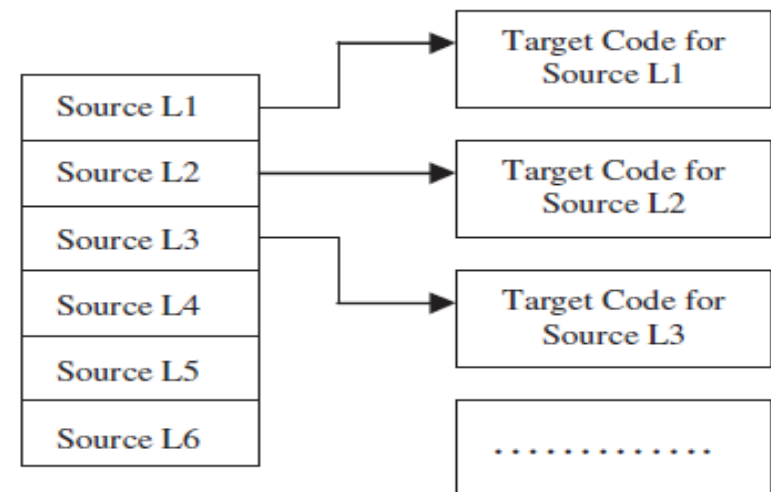 Source L1
Source L2
Source L3
Source L4
Source L5
Source L6
Target Code for
Source L1
Target Code for
Source L2
Target Code for
Source L3
. . . . . . . . . . . . .